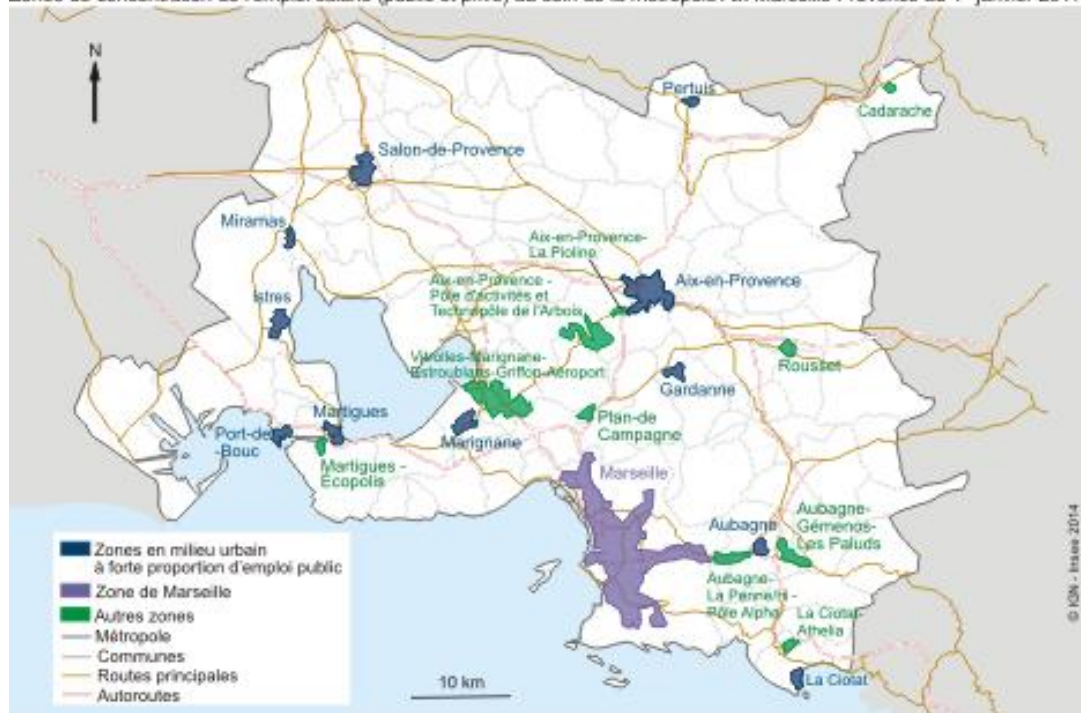 N
Pertuis
Cadarache
Salon-de-Provence
Miramas
Aix-en-Provence-
La Pioline
Aix-en-Provence
Aix-en-Provence -
Pôle d'activités et
Technopôle de l'Arbois
Istres
Vitrolles-Marignane-
Estroublans-Griffon-Aéroport
Rousset
Gardanne
Martigues
Plan-de
Campagne
Port-de-
-Bouc
Marignane
Martigues -
Ecopolis
Marseille
Aubagne
Aubagne-
Gémenos-
Les Paluds
Aubagne-
La Penne/H -
Pôle Alpha
La Ciotat-
Athelia
La Ciotat
Zones en milieu urbain
à forte proportion d'emploi public
Zone de Marseille
Autres zones
Métropole
Communes
Routes principales
Autoroutes
10 km
© IGN - Insee 2014